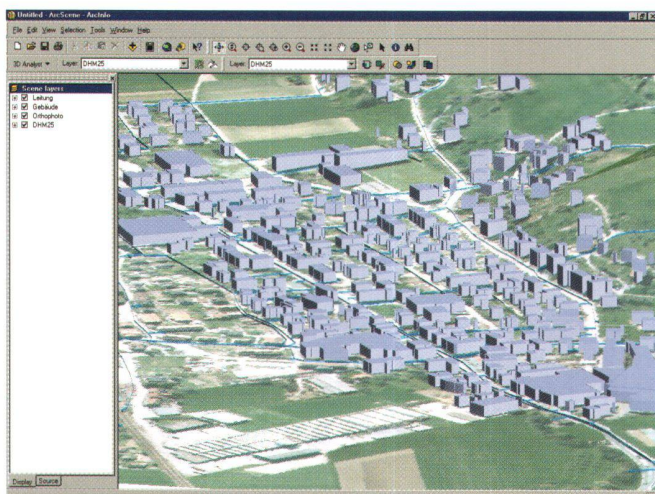 Untitled - ArcScene - ArcInfo
File Edit View Selection Tools Window Help
3D Analyst Layer: DHM25 Layer: DHM25
Scene layers
Leitung
Gebäude
Orthophoto
DHM25
Display Source